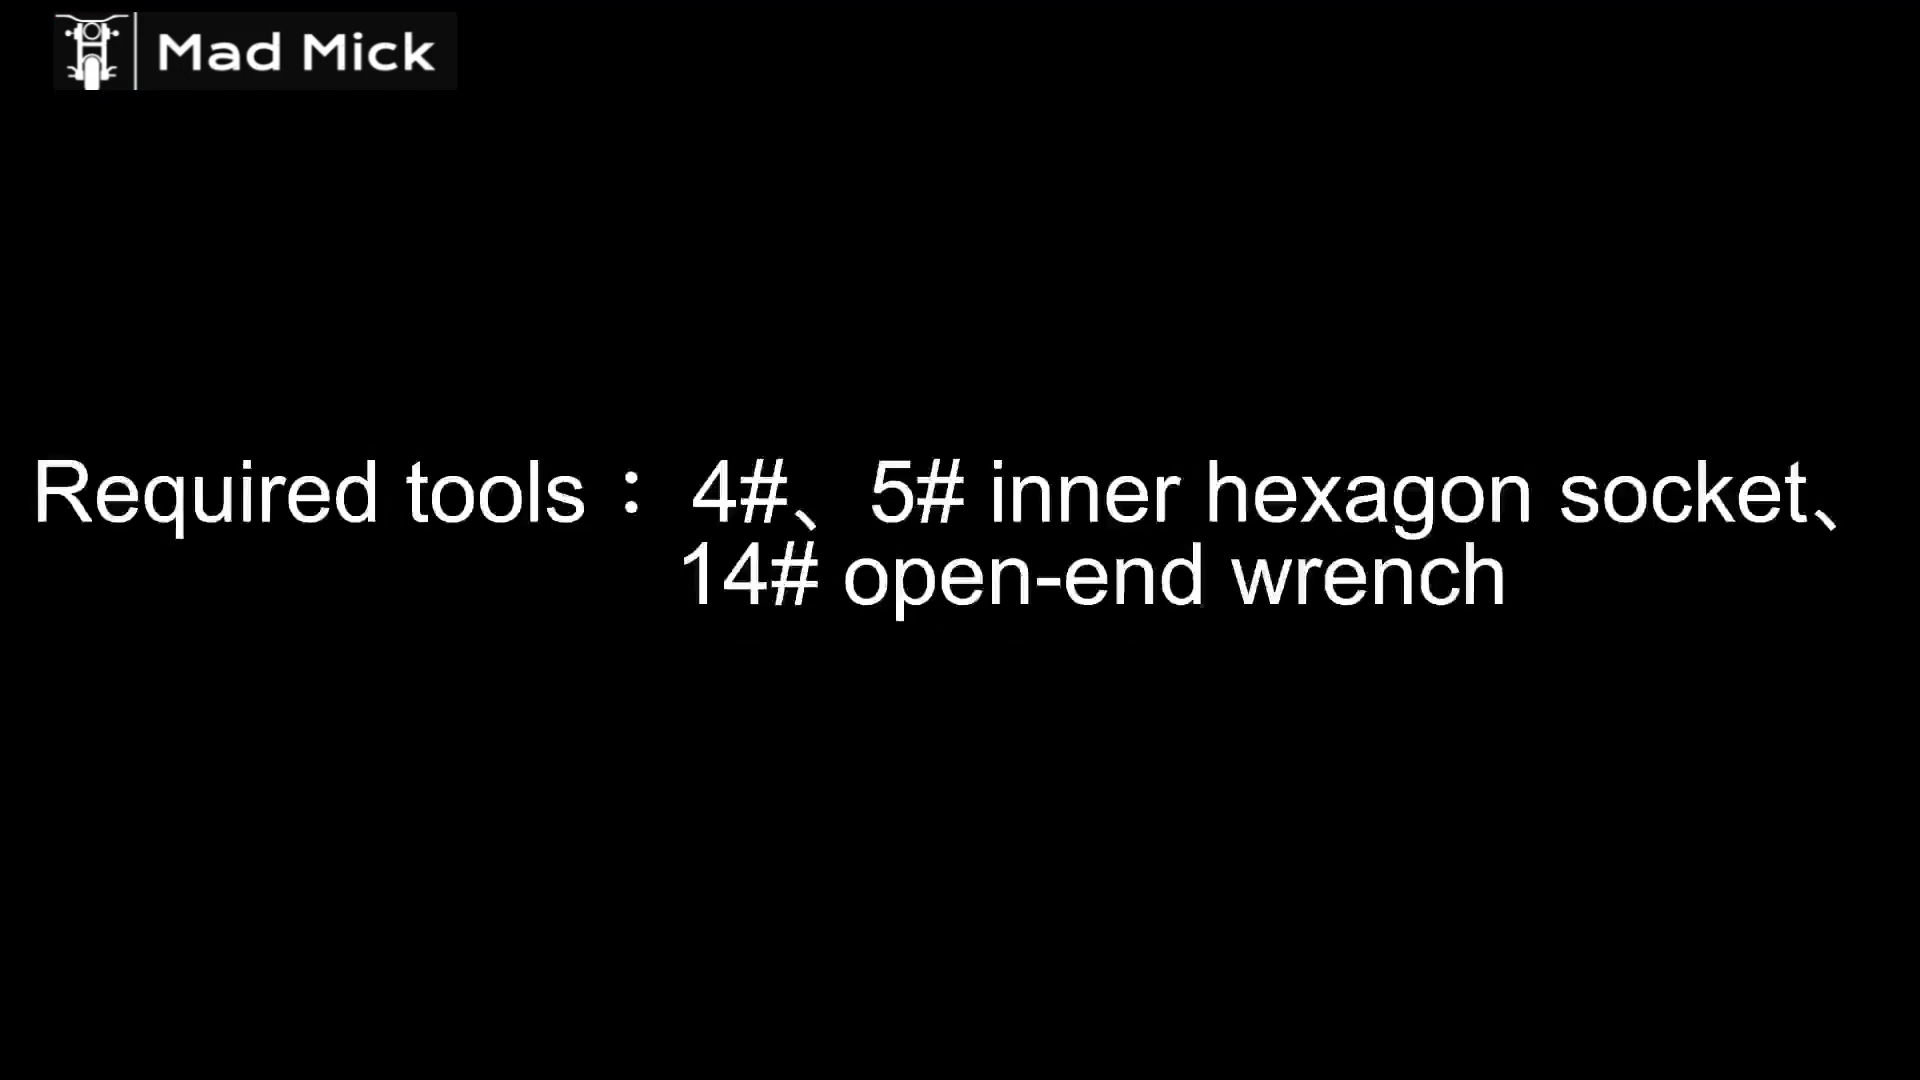 Mad Mick
Required tools： 4#、5# inner hexagon socket、
14# open-end wrench